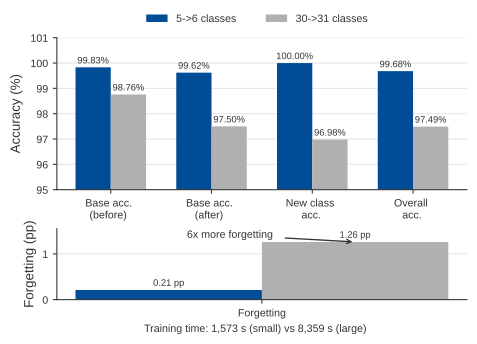 5->6 classes 30->31 classes
101
100
99
98
97
96
95
Accuracy (%)
99.83% 98.76% 99.62% 97.50% 100.00% 96.98% 99.68% 97.49%
Base acc. (before)
Base acc. (after)
New class acc.
Overall acc.
Forgetting (pp)
1
0
6x more forgetting
0.21 pp
1.26 pp
Forgetting
Training time: 1,573 s (small) vs 8,359 s (large)